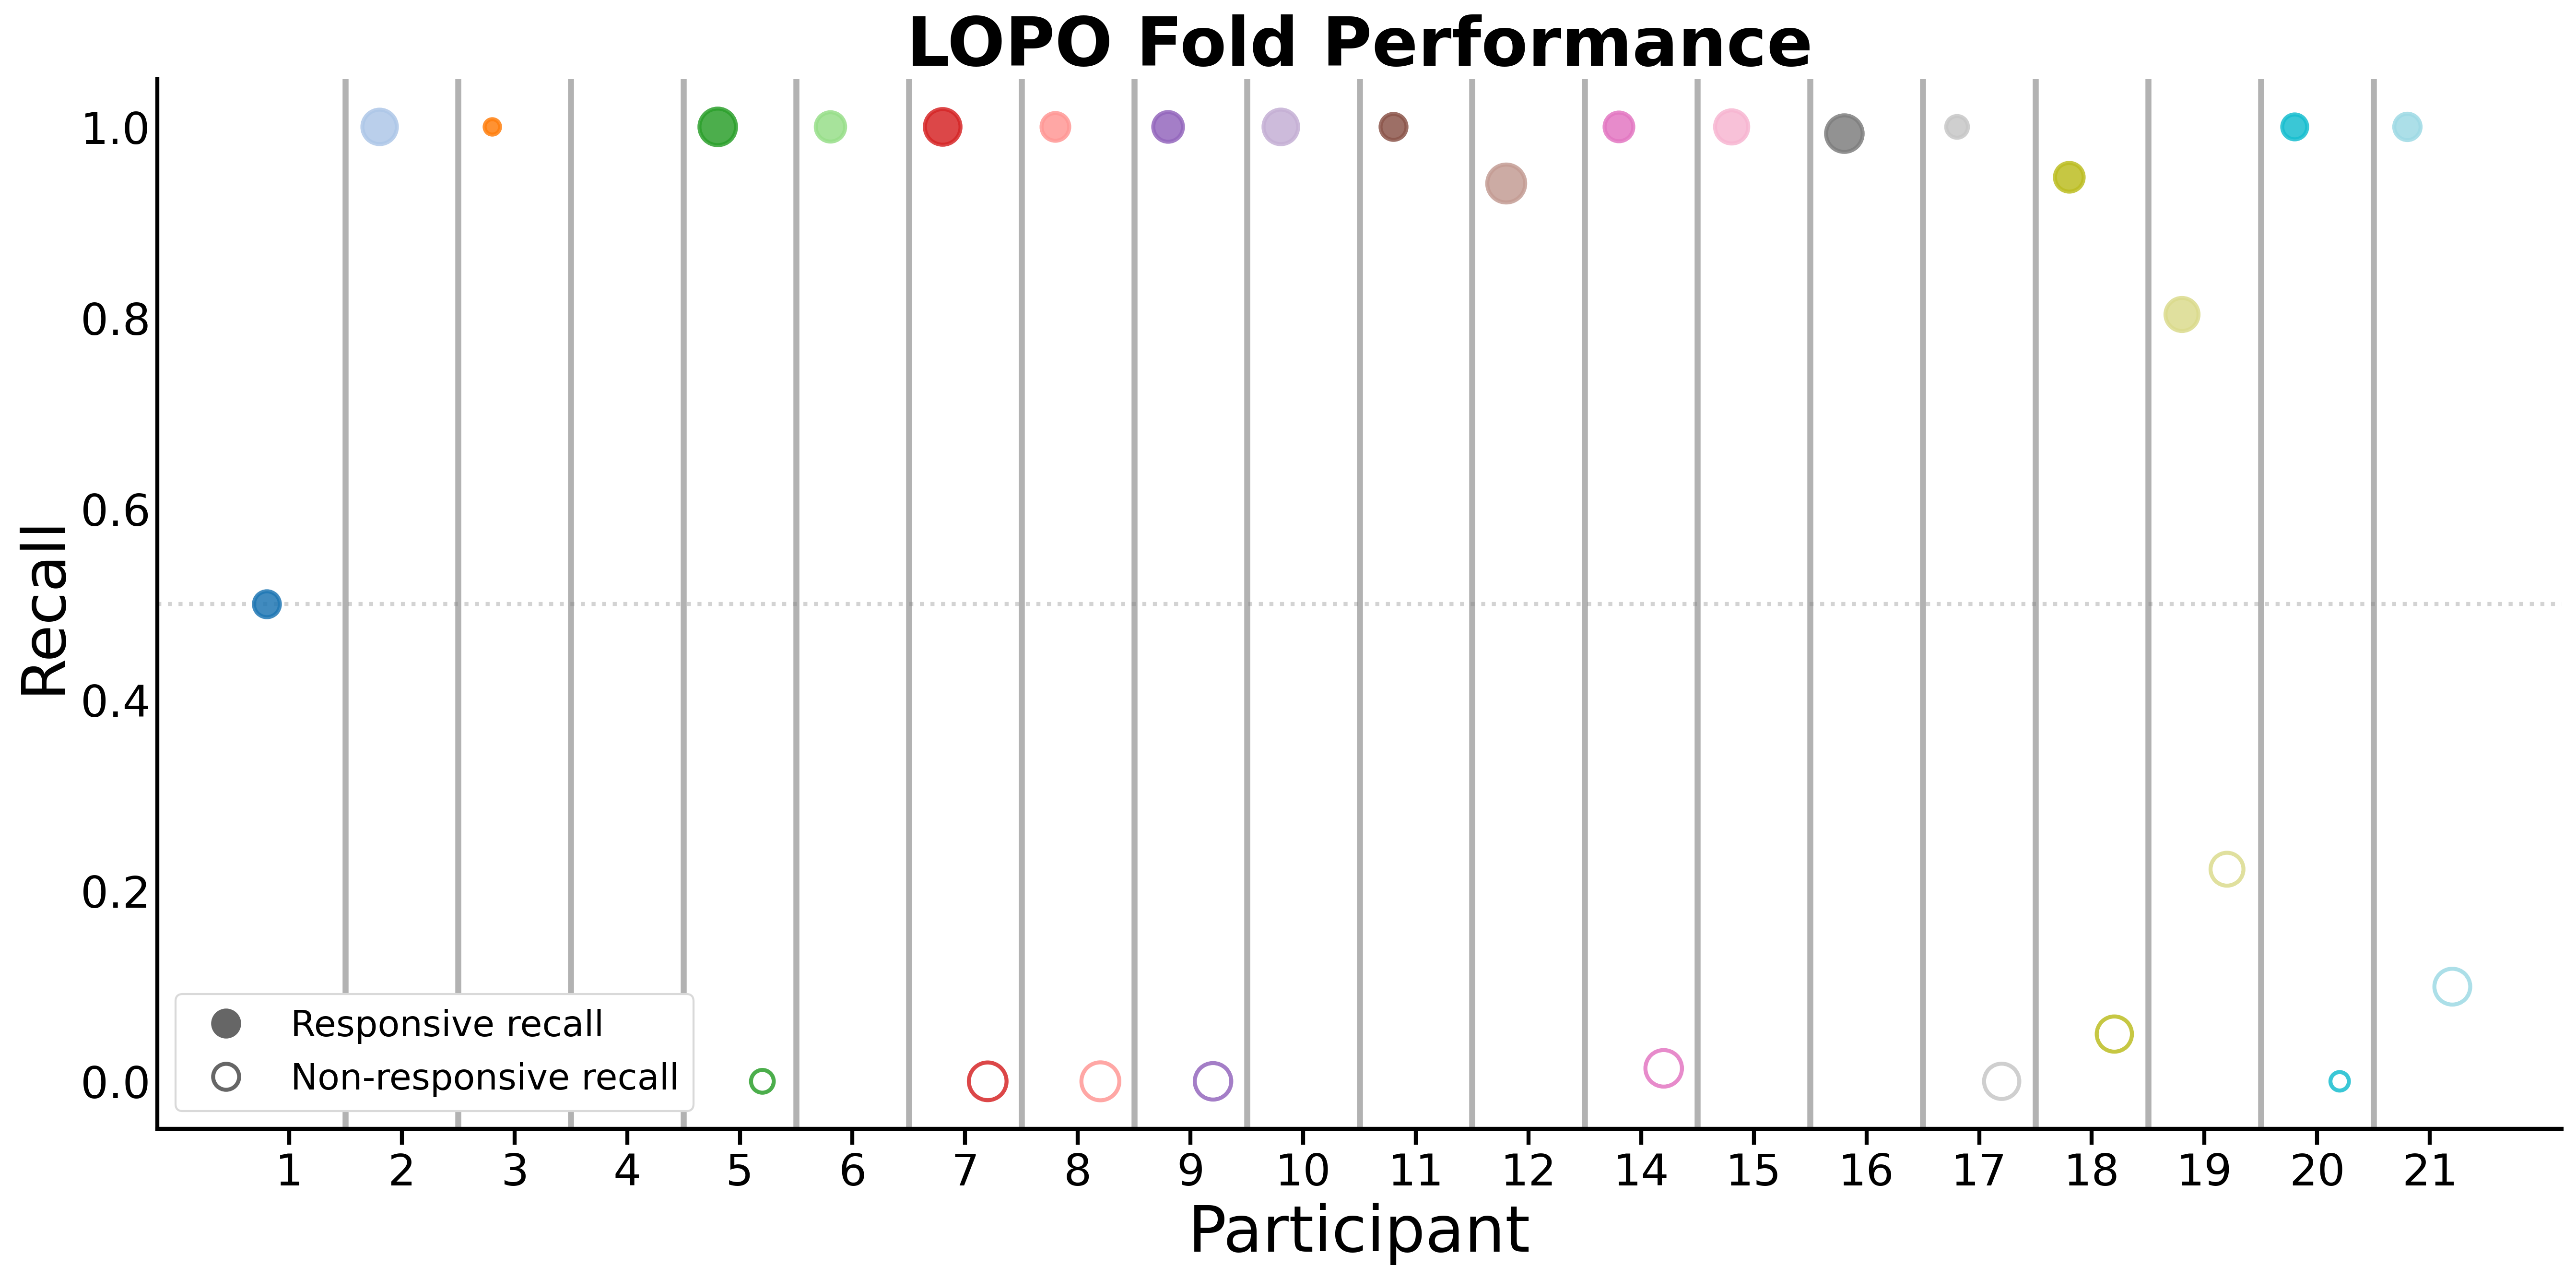 LOPO Fold Performance
1.0
0.8
0.6
0.4
0.2
0.0
Recall
Responsive recall
Non-responsive recall
1 2 3 4 5 6 7 8 9 10 11 12 14 15 16 17 18 19 20 21
Participant